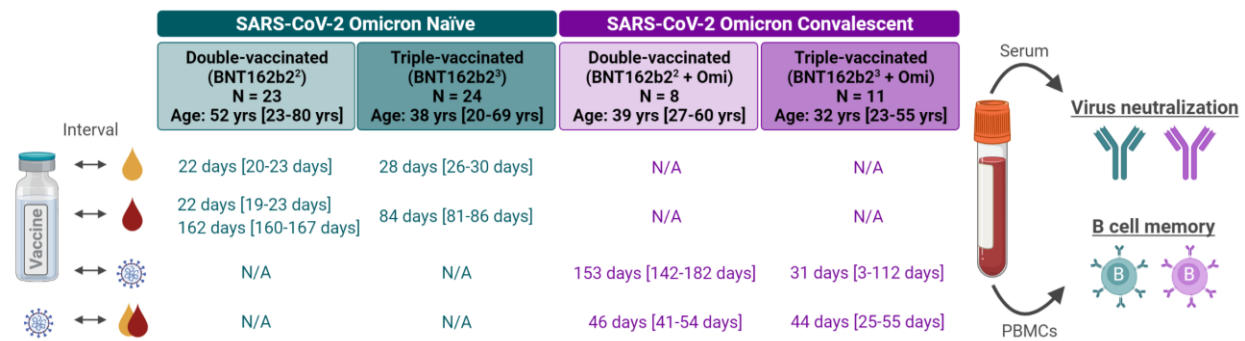 SARS-CoV-2 Omicron Naïve
SARS-CoV-2 Omicron Convalescent
Double-vaccinated
(BNT162b2²)
N = 23
Age: 52 yrs [23-80 yrs]
Triple-vaccinated
(BNT162b2³)
N = 24
Age: 38 yrs [20-69 yrs]
Double-vaccinated
(BNT162b2² + Omi)
N = 8
Age: 39 yrs [27-60 yrs]
Triple-vaccinated
(BNT162b2³ + Omi)
N = 11
Age: 32 yrs [23-55 yrs]
Interval
Vaccine
22 days [20-23 days]
28 days [26-30 days]
N/A
N/A
22 days [19-23 days]
162 days [160-167 days]
84 days [81-86 days]
N/A
N/A
N/A
N/A
153 days [142-182 days]
31 days [3-112 days]
N/A
N/A
46 days [41-54 days]
44 days [25-55 days]
Serum
Virus neutralization
B cell memory
B
B
PBMCs